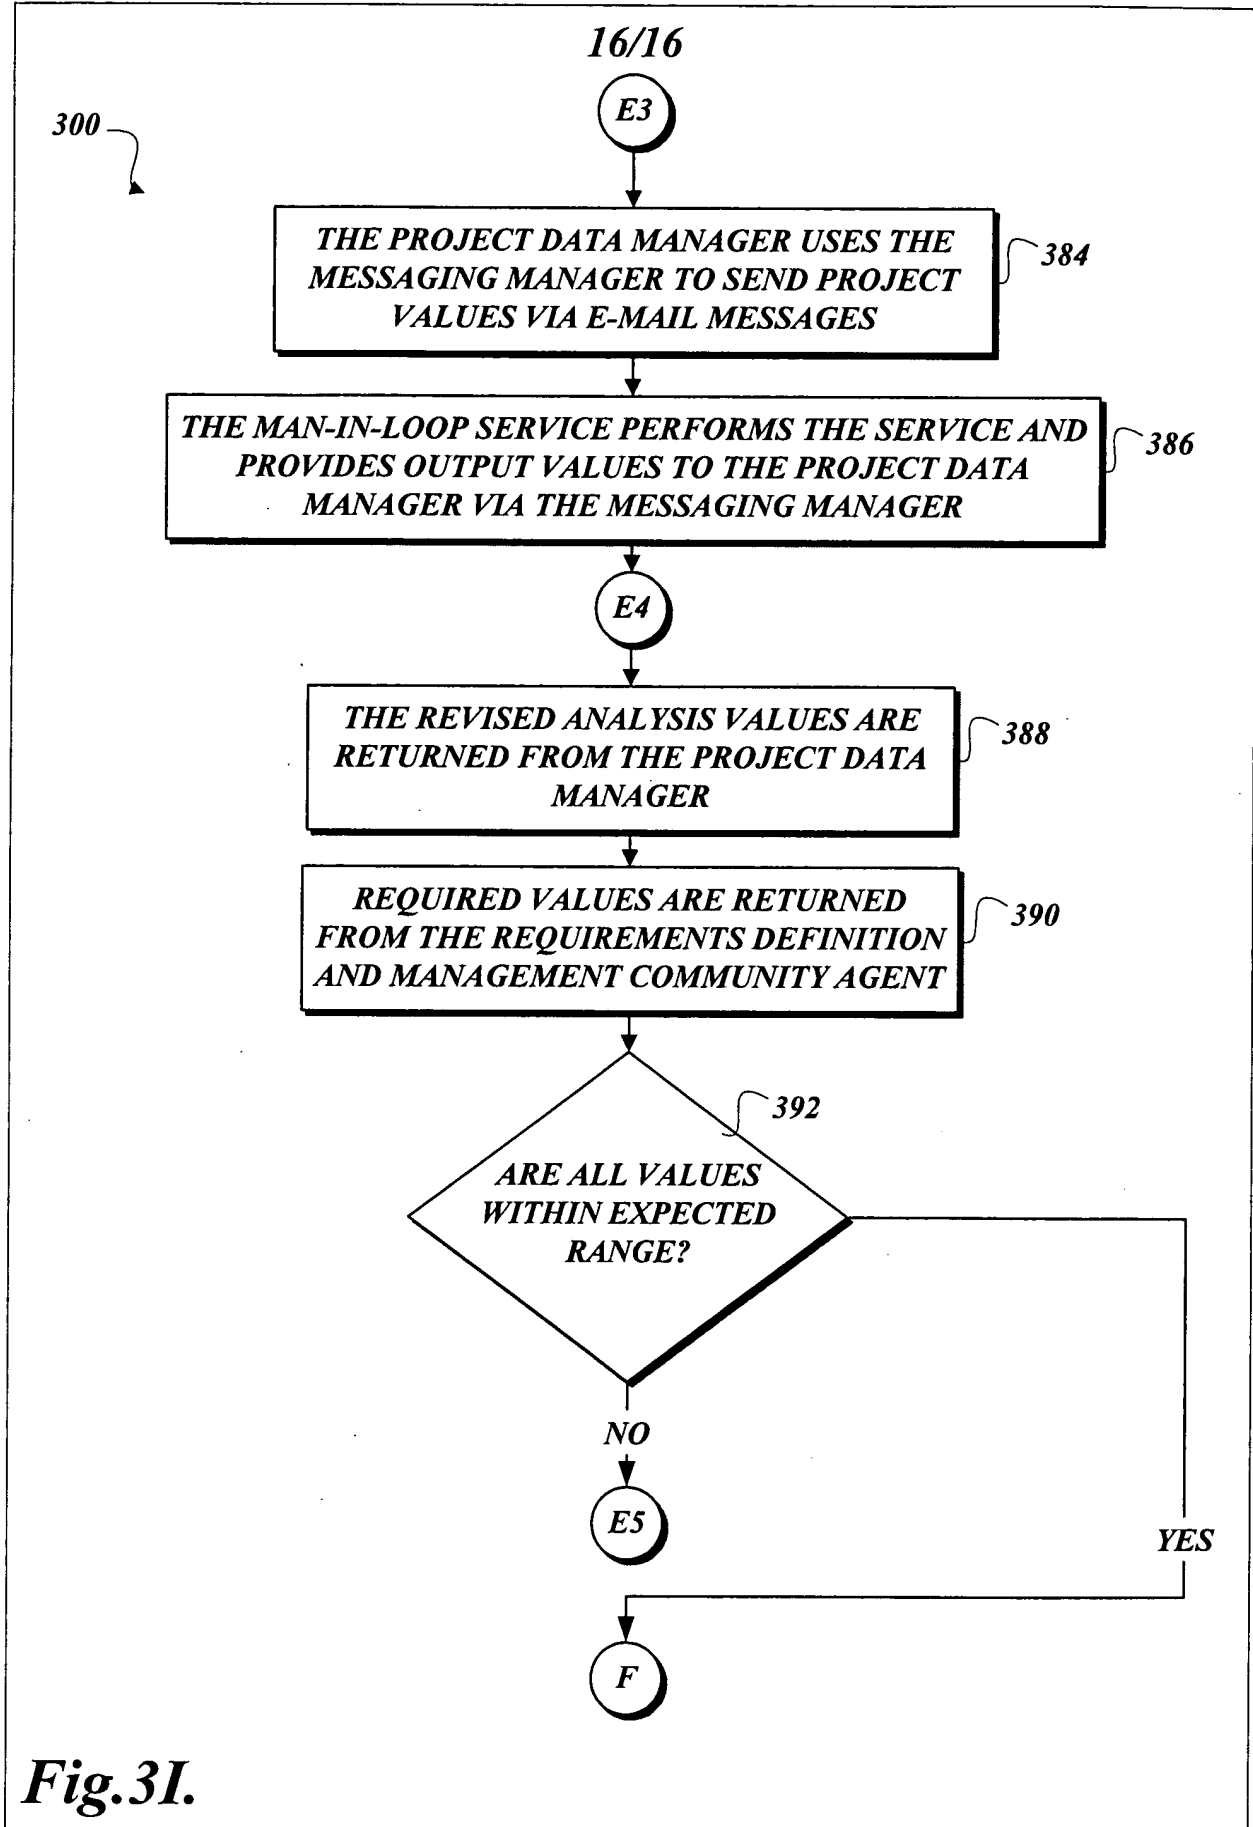 16/16
E3
300
THE PROJECT DATA MANAGER USES THE
MESSAGING MANAGER TO SEND PROJECT
VALUES VIA E-MAIL MESSAGES
384
THE MAN-IN-LOOP SERVICE PERFORMS THE SERVICE AND
PROVIDES OUTPUT VALUES TO THE PROJECT DATA
MANAGER VIA THE MESSAGING MANAGER
386
E4
THE REVISED ANALYSIS VALUES ARE
RETURNED FROM THE PROJECT DATA
MANAGER
388
REQUIRED VALUES ARE RETURNED
FROM THE REQUIREMENTS DEFINITION
AND MANAGEMENT COMMUNITY AGENT
390
392
ARE ALL VALUES
WITHIN EXPECTED
RANGE?
NO
E5
YES
F
Fig.3I.